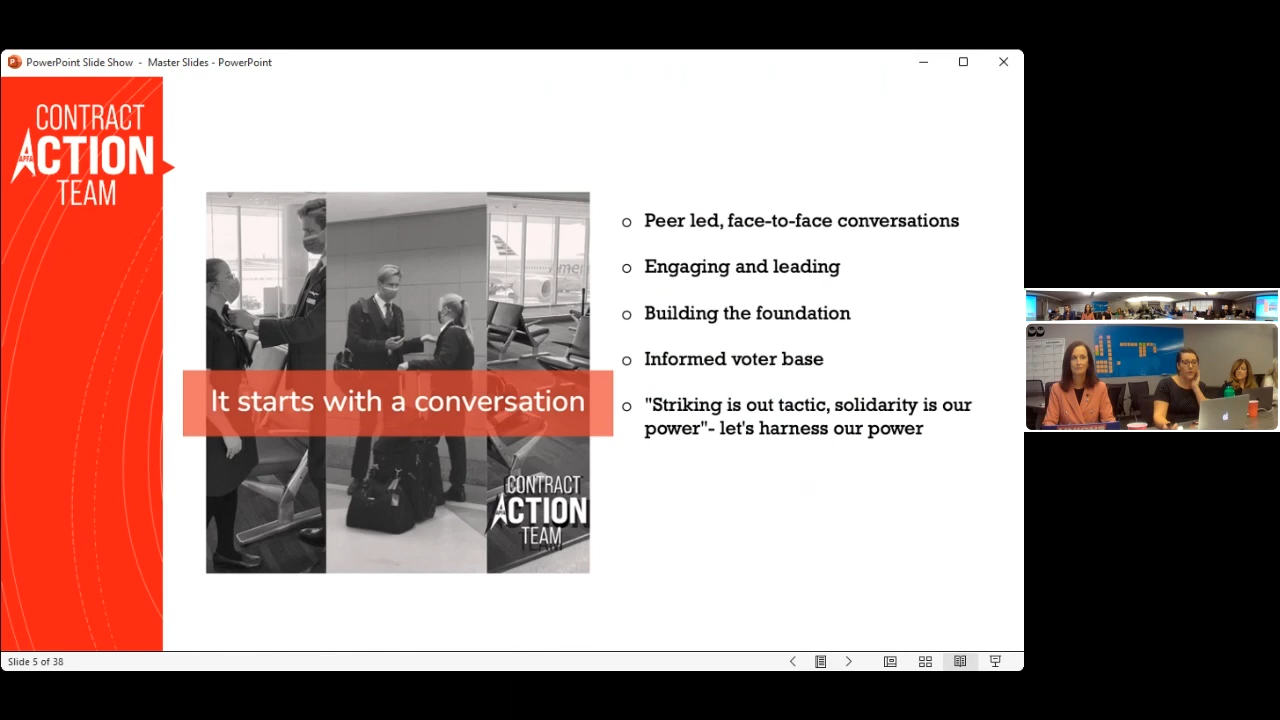 PowerPoint Slide Show - Master Slides - PowerPoint
CONTRACT
ACTION
APFA
TEAM
It starts with a conversation
CONTRACT
ACTION
TEAM
o Peer led, face-to-face conversations
o Engaging and leading
o Building the foundation
o Informed voter base
o "Striking is out tactic, solidarity is our
power"- let's harness our power
Slide 5 of 38